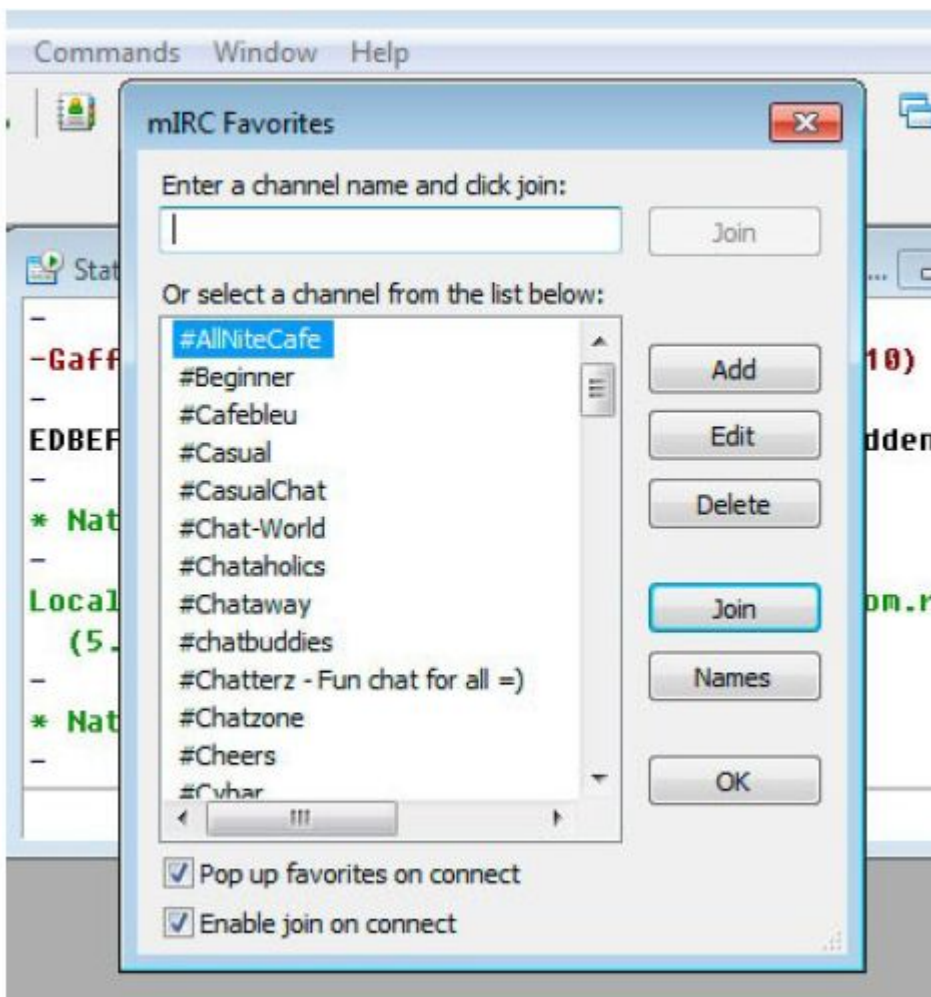 Commands Window Help
mIRC Favorites
Enter a channel name and click join:
Join
Stat
...
Or select a channel from the list below:
#AllNiteCafe
-Gaff
10)
#Beginner
Add
#Cafebleu
EDBEF
Edit
dden
#Casual
#CasualChat
Delete
* Nat
#Chat-World
#Chataholics
Local
#Chataway
Join
om.r
(5.
#chatbuddies
#Chatterz - Fun chat for all =)
Names
* Nat
#Chatzone
#Cheers
OK
#Cybar
Pop up favorites on connect
Enable join on connect